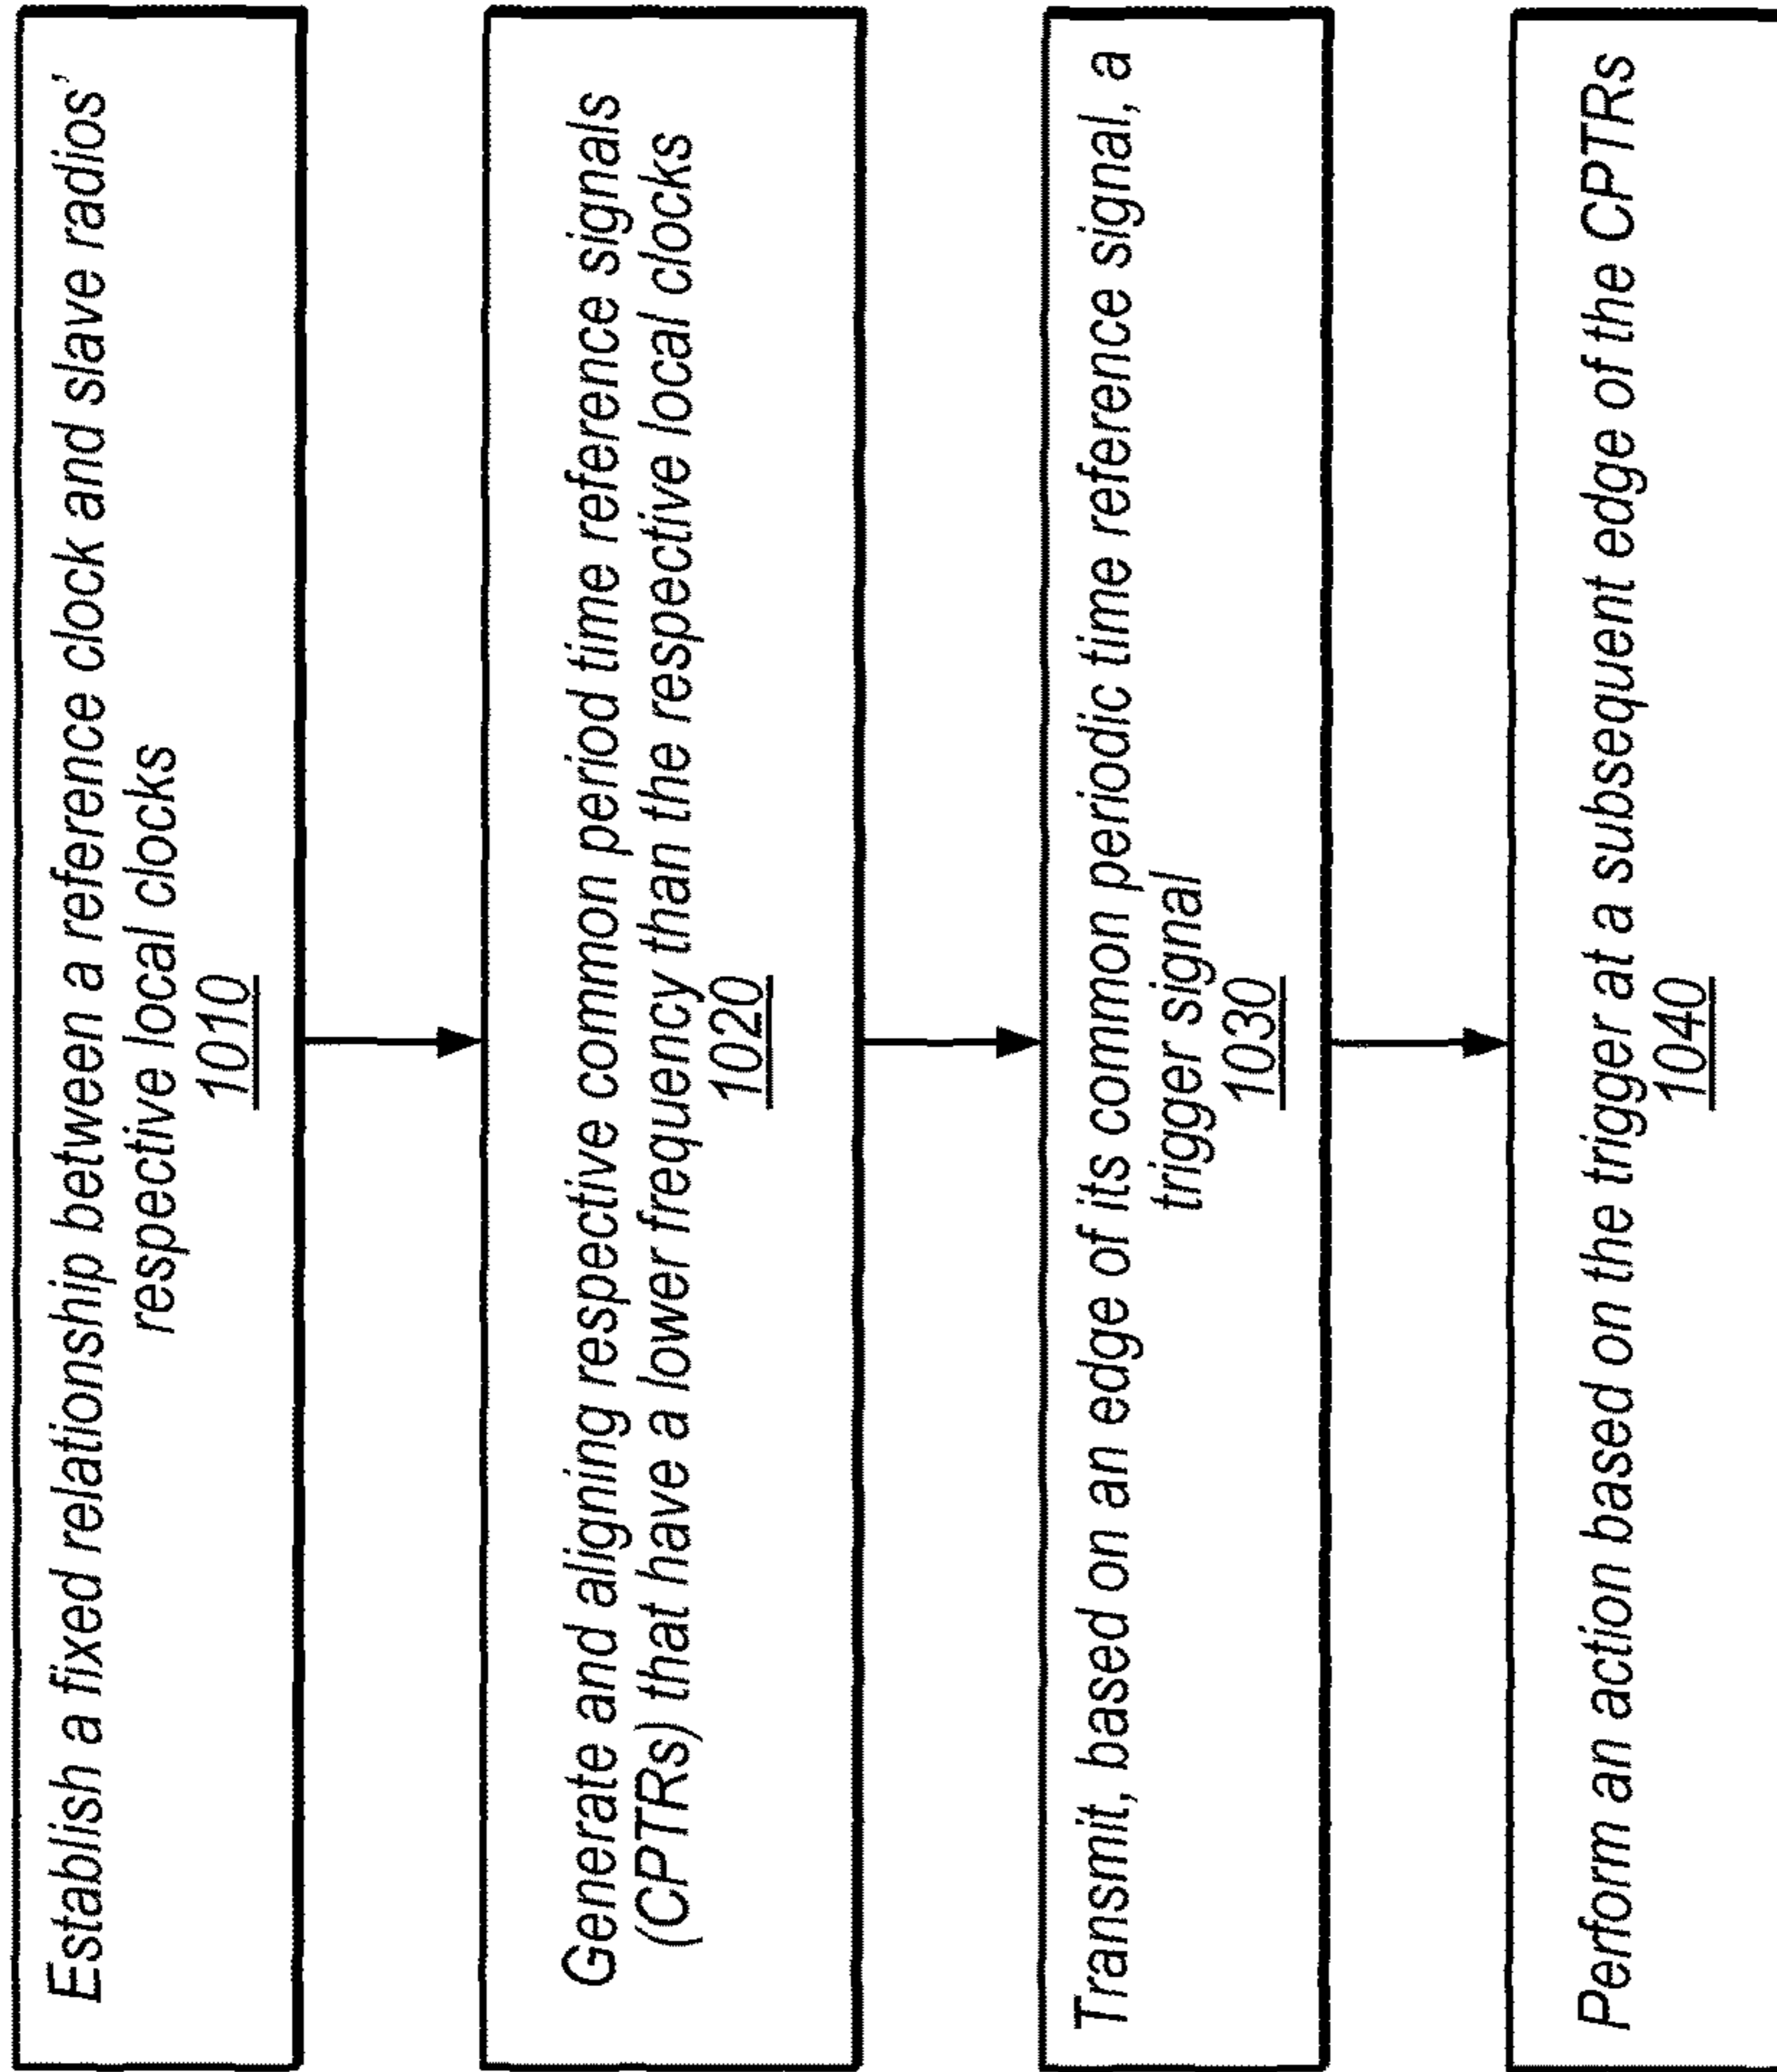 Establish a fixed relationship between a reference clock and slave radios'
respective local clocks
1010
Generate and aligning respective common period time reference signals
(CPTRs) that have a lower frequency than the respective local clocks
1020
Transmit, based on an edge of its common periodic time reference signal, a
trigger signal
1030
Perform an action based on the trigger at a subsequent edge of the CPTRs
1040